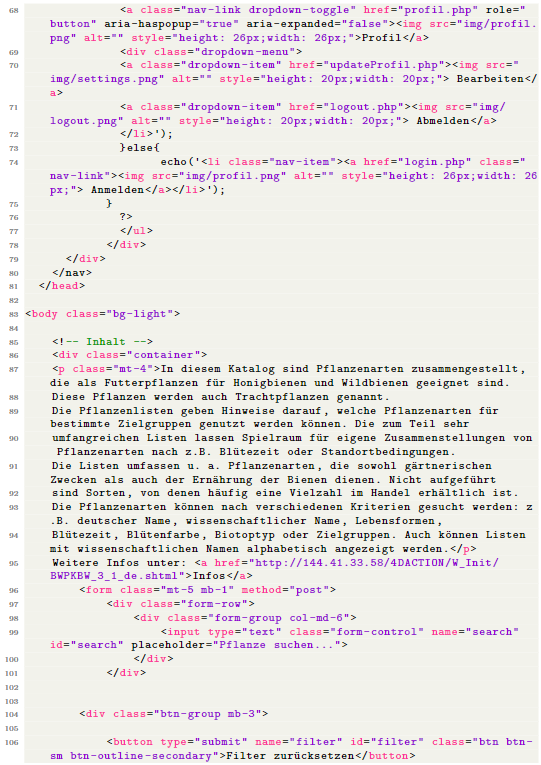 68 <a class="nav-link dropdown-toggle" href="profil.php" role="
button" aria-haspopup="true" aria-expanded="false"><img src="img/profil.
png" alt="" style="height: 26px;width: 26px;">Profil</a>
69 <div class="dropdown-menu">
70 <a class="dropdown-item" href="updateProfil.php"><img src="
img/settings.png" alt="" style="height: 20px;width: 20px;"> Bearbeiten</
a>
71 <a class="dropdown-item" href="logout.php"><img src="img/
logout.png" alt="" style="height: 20px;width: 20px;"> Abmelden</a>
72 </li>');
73 }else{
74 echo('<li class="nav-item"><a href="login.php" class="
nav-link"><img src="img/profil.png" alt="" style="height: 26px;width: 26
px;"> Anmelden</a></li>');
75 }
76 ?>
77 </ul>
78 </div>
79 </div>
80 </nav>
81 </head>
82
83 <body class="bg-light">
84
85 <!-- Inhalt -->
86 <div class="container">
87 <p class="mt-4">In diesem Katalog sind Pflanzenarten zusammengestellt,
die als Futterpflanzen für Honigbienen und Wildbienen geeignet sind.
88 Diese Pflanzen werden auch Trachtpflanzen genannt.
89 Die Pflanzenlisten geben Hinweise darauf, welche Pflanzenarten für
bestimmte Zielgruppen genutzt werden können. Die zum Teil sehr
90 umfangreichen Listen lassen Spielraum für eigene Zusammenstellungen von
Pflanzenarten nach z.B. Blütezeit oder Standortbedingungen.
91 Die Listen umfassen u. a. Pflanzenarten, die sowohl gärtnerischen
Zwecken als auch der Ernährung der Bienen dienen. Nicht aufgeführt
92 sind Sorten, von denen häufig eine Vielzahl im Handel erhältlich ist.
93 Die Pflanzenarten können nach verschiedenen Kriterien gesucht werden: z
.B. deutscher Name, wissenschaftlicher Name, Lebensformen,
94 Blütezeit, Blütenfarbe, Biotoptyp oder Zielgruppen. Auch können Listen
mit wissenschaftlichen Namen alphabetisch angezeigt werden.</p>
95 Weitere Infos unter: <a href="http://144.41.33.58/4DACTION/W_Init/
BWPKBW_3_1_de.shtml">Infos</a>
96 <form class="mt-5 mb-1" method="post">
97 <div class="form-row">
98 <div class="form-group col-md-6">
99 <input type="text" class="form-control" name="search"
id="search" placeholder="Pflanze suchen...">
100 </div>
101 </div>
102
103
104 <div class="btn-group mb-3">
105
106 <button type="submit" name="filter" id="filter" class="btn btn-
sm btn-outline-secondary">Filter zurücksetzen</button>